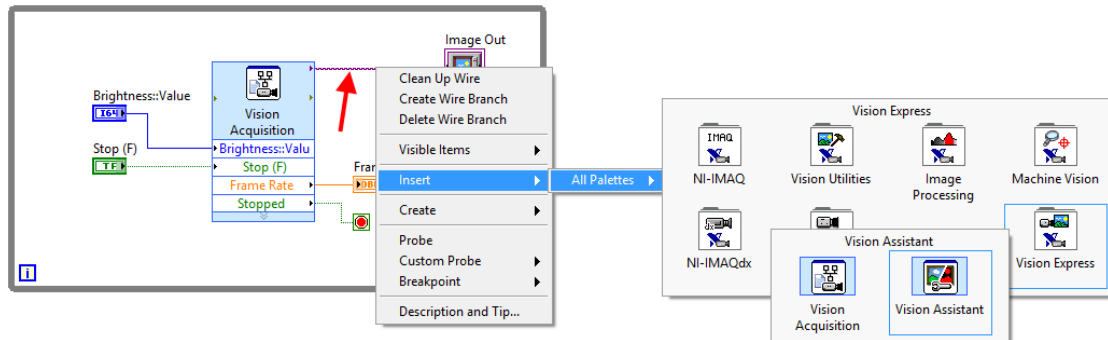 Image Out
Brightness::Value
I64
Vision
Acquisition
Brightness::Valu
Stop (F)
TF
Stop (F)
Frame Rate
Stopped
Fran
DB
i
Clean Up Wire
Create Wire Branch
Delete Wire Branch
Visible Items
Insert
Create
Probe
Custom Probe
Breakpoint
Description and Tip...
All Palettes
Vision Express
IMAQ
NI-IMAQ
Vision Utilities
Image
Processing
Machine Vision
NI-IMAQdx
Vision Express
Vision Assistant
Vision
Acquisition
Vision Assistant